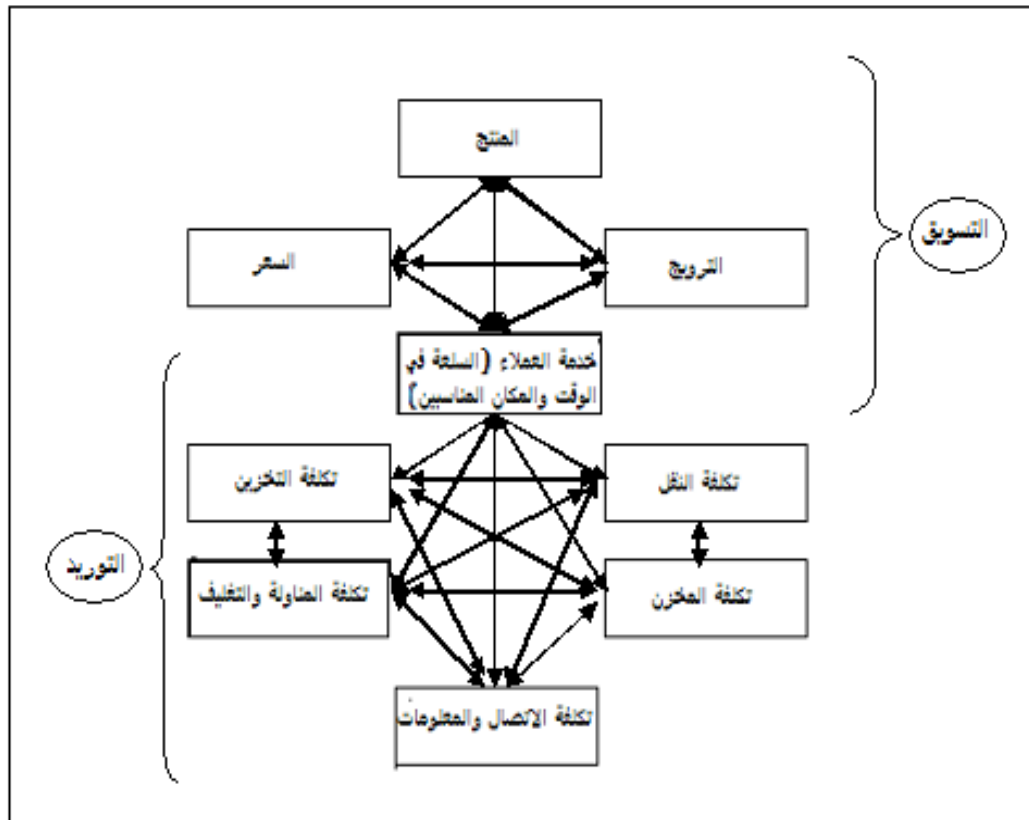 المنتج
التسويق
الترويج
السعر
خدمة العملاء (السلعة في
الوقت والمكان المناسبين)
تكلفة النقل
تكلفة التخزين
التوريد
تكلفة المخزن
تكلفة المناولة والتغليف
تكلفة الاتصال والمعلومات